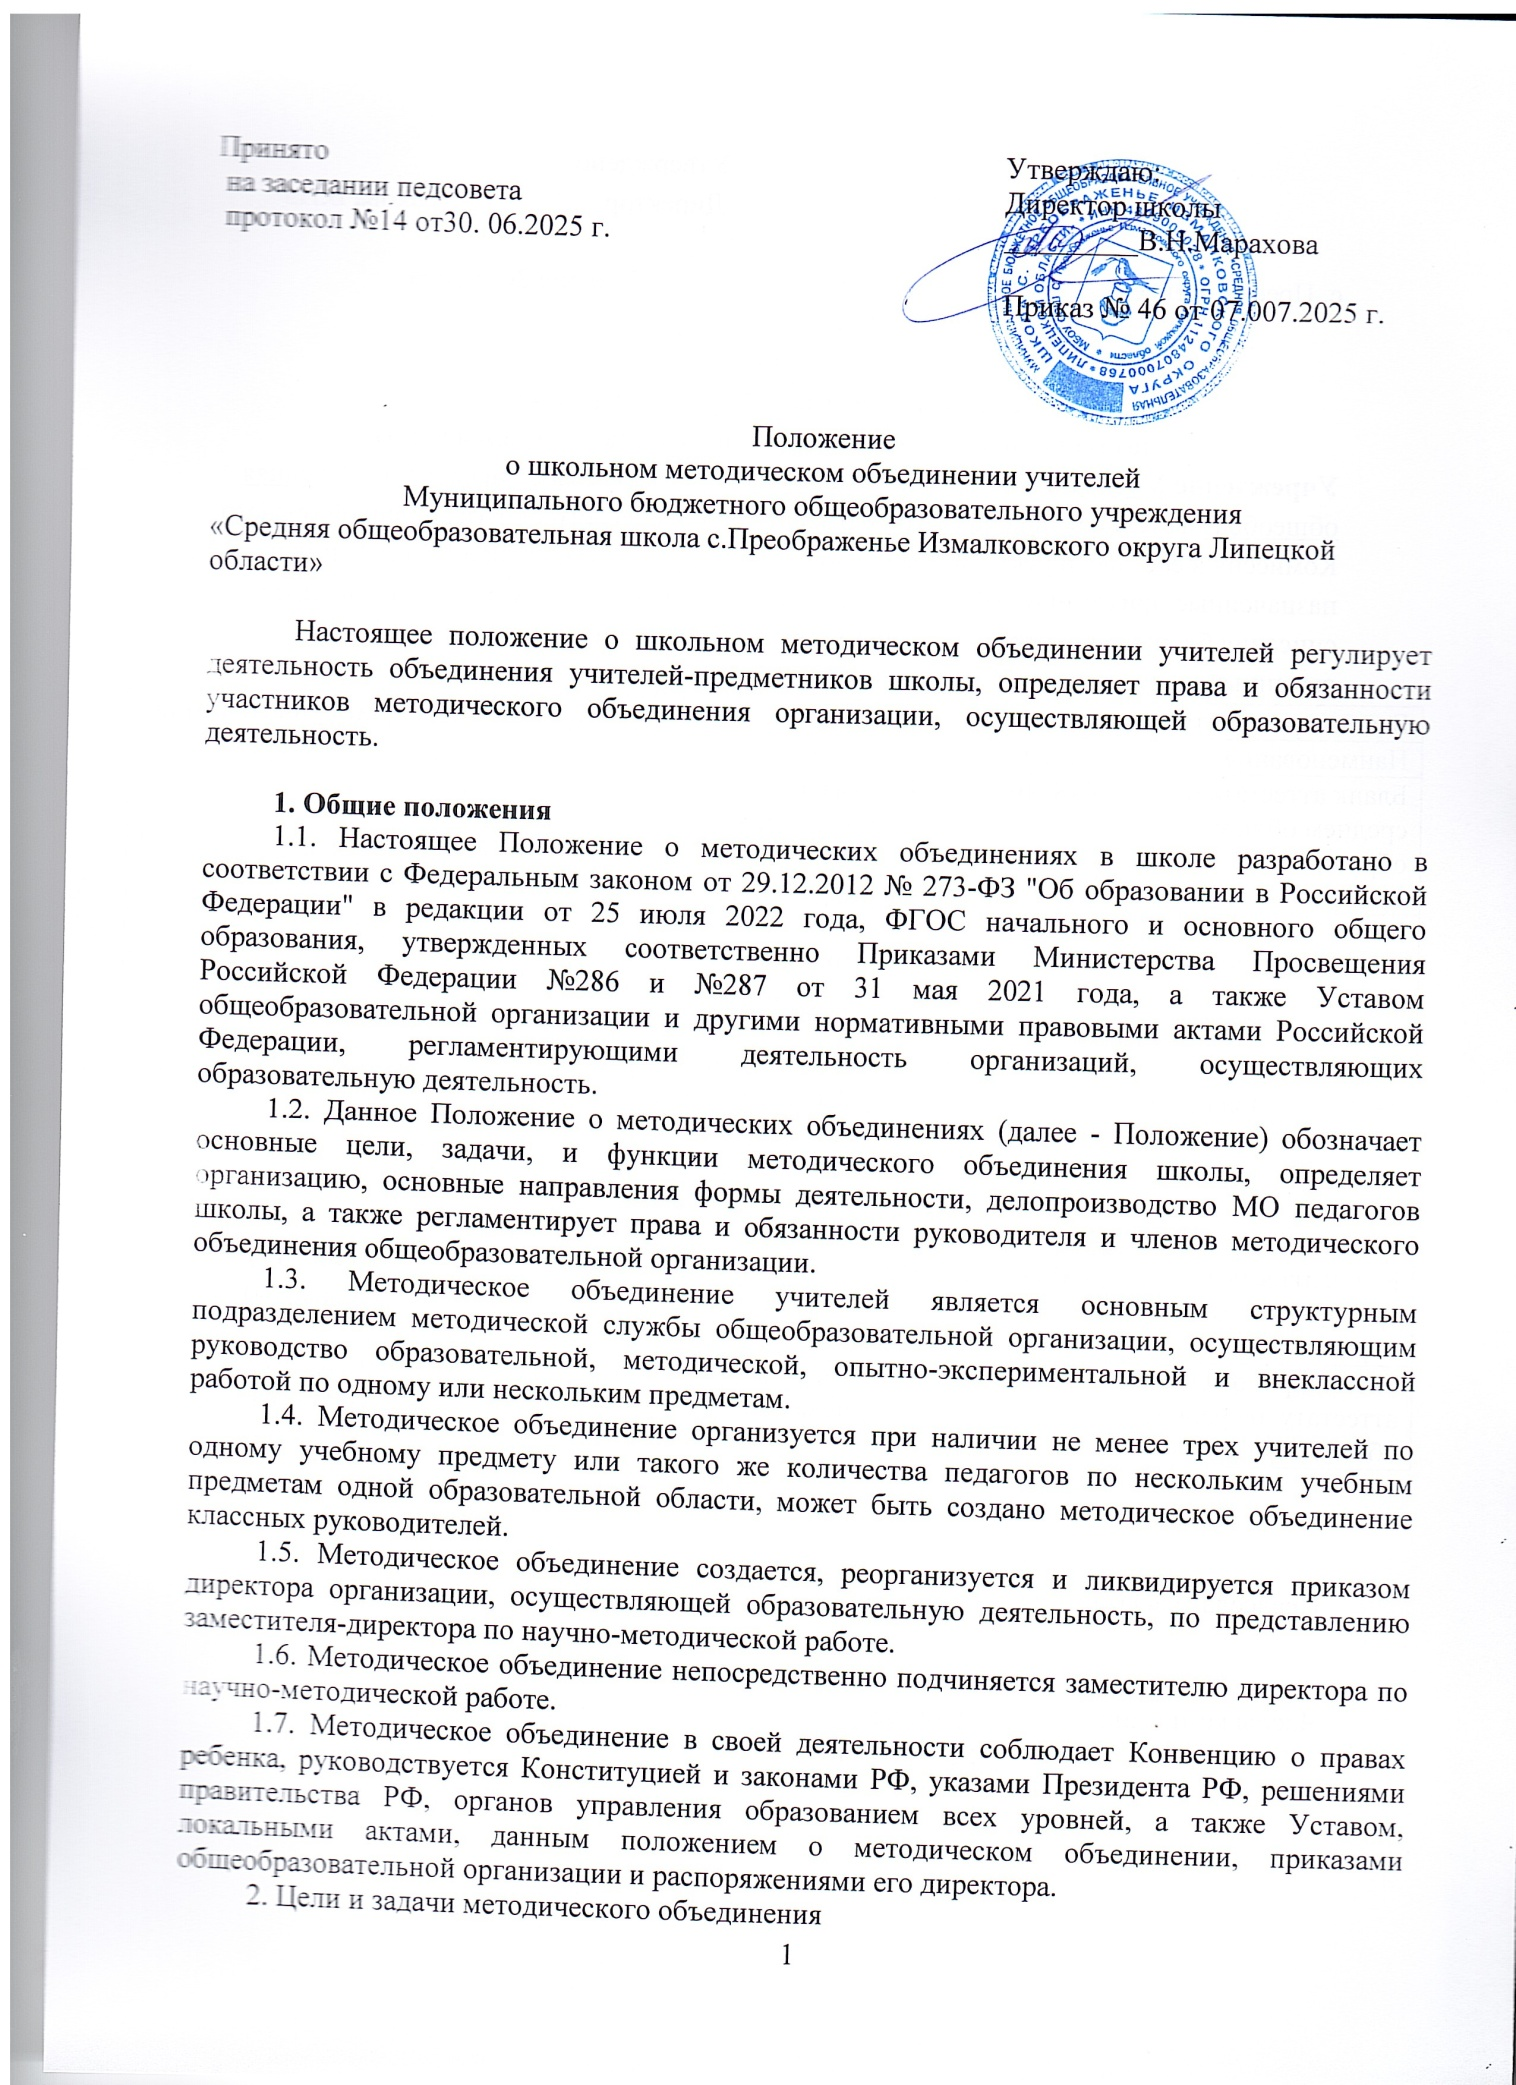 Принято
на заседании педсовета
протокол №14 от30. 06.2025 г.
Утверждаю:
Директор школы
В.Н.Марахова
Приказ № 46 от 07.007.2025 г.
Положение
о школьном методическом объединении учителей
Муниципального бюджетного общеобразовательного учреждения
«Средняя общеобразовательная школа с.Преображенье Измалковского округа Липецкой
области»
Настоящее положение о школьном методическом объединении учителей регулирует
деятельность объединения учителей-предметников школы, определяет права и обязанности
участников методического объединения организации, осуществляющей образовательную
деятельность.
1. Общие положения
1.1. Настоящее Положение о методических объединениях в школе разработано в
соответствии с Федеральным законом от 29.12.2012 № 273-ФЗ "Об образовании в Российской
Федерации" в редакции от 25 июля 2022 года, ФГОС начального и основного общего
образования, утвержденных соответственно Приказами Министерства Просвещения
Российской Федерации №286 и №287 от 31 мая 2021 года, а также Уставом
общеобразовательной организации и другими нормативными правовыми актами Российской
Федерации, регламентирующими деятельность организаций, осуществляющих
образовательную деятельность.
1.2. Данное Положение о методических объединениях (далее - Положение) обозначает
основные цели, задачи, и функции методического объединения школы, определяет
организацию, основные направления формы деятельности, делопроизводство МО педагогов
школы, а также регламентирует права и обязанности руководителя и членов методического
объединения общеобразовательной организации.
1.3. Методическое объединение учителей является основным структурным
подразделением методической службы общеобразовательной организации, осуществляющим
руководство образовательной, методической, опытно-экспериментальной и внеклассной
работой по одному или нескольким предметам.
1.4. Методическое объединение организуется при наличии не менее трех учителей по
одному учебному предмету или такого же количества педагогов по нескольким учебным
предметам одной образовательной области, может быть создано методическое объединение
классных руководителей.
1.5. Методическое объединение создается, реорганизуется и ликвидируется приказом
директора организации, осуществляющей образовательную деятельность, по представлению
заместителя-директора по научно-методической работе.
1.6. Методическое объединение непосредственно подчиняется заместителю директора по
научно-методической работе.
1.7. Методическое объединение в своей деятельности соблюдает Конвенцию о правах
ребенка, руководствуется Конституцией и законами РФ, указами Президента РФ, решениями
правительства РФ, органов управления образованием всех уровней, а также Уставом,
локальными актами, данным положением о методическом объединении, приказами
общеобразовательной организации и распоряжениями его директора.
2. Цели и задачи методического объединения
1